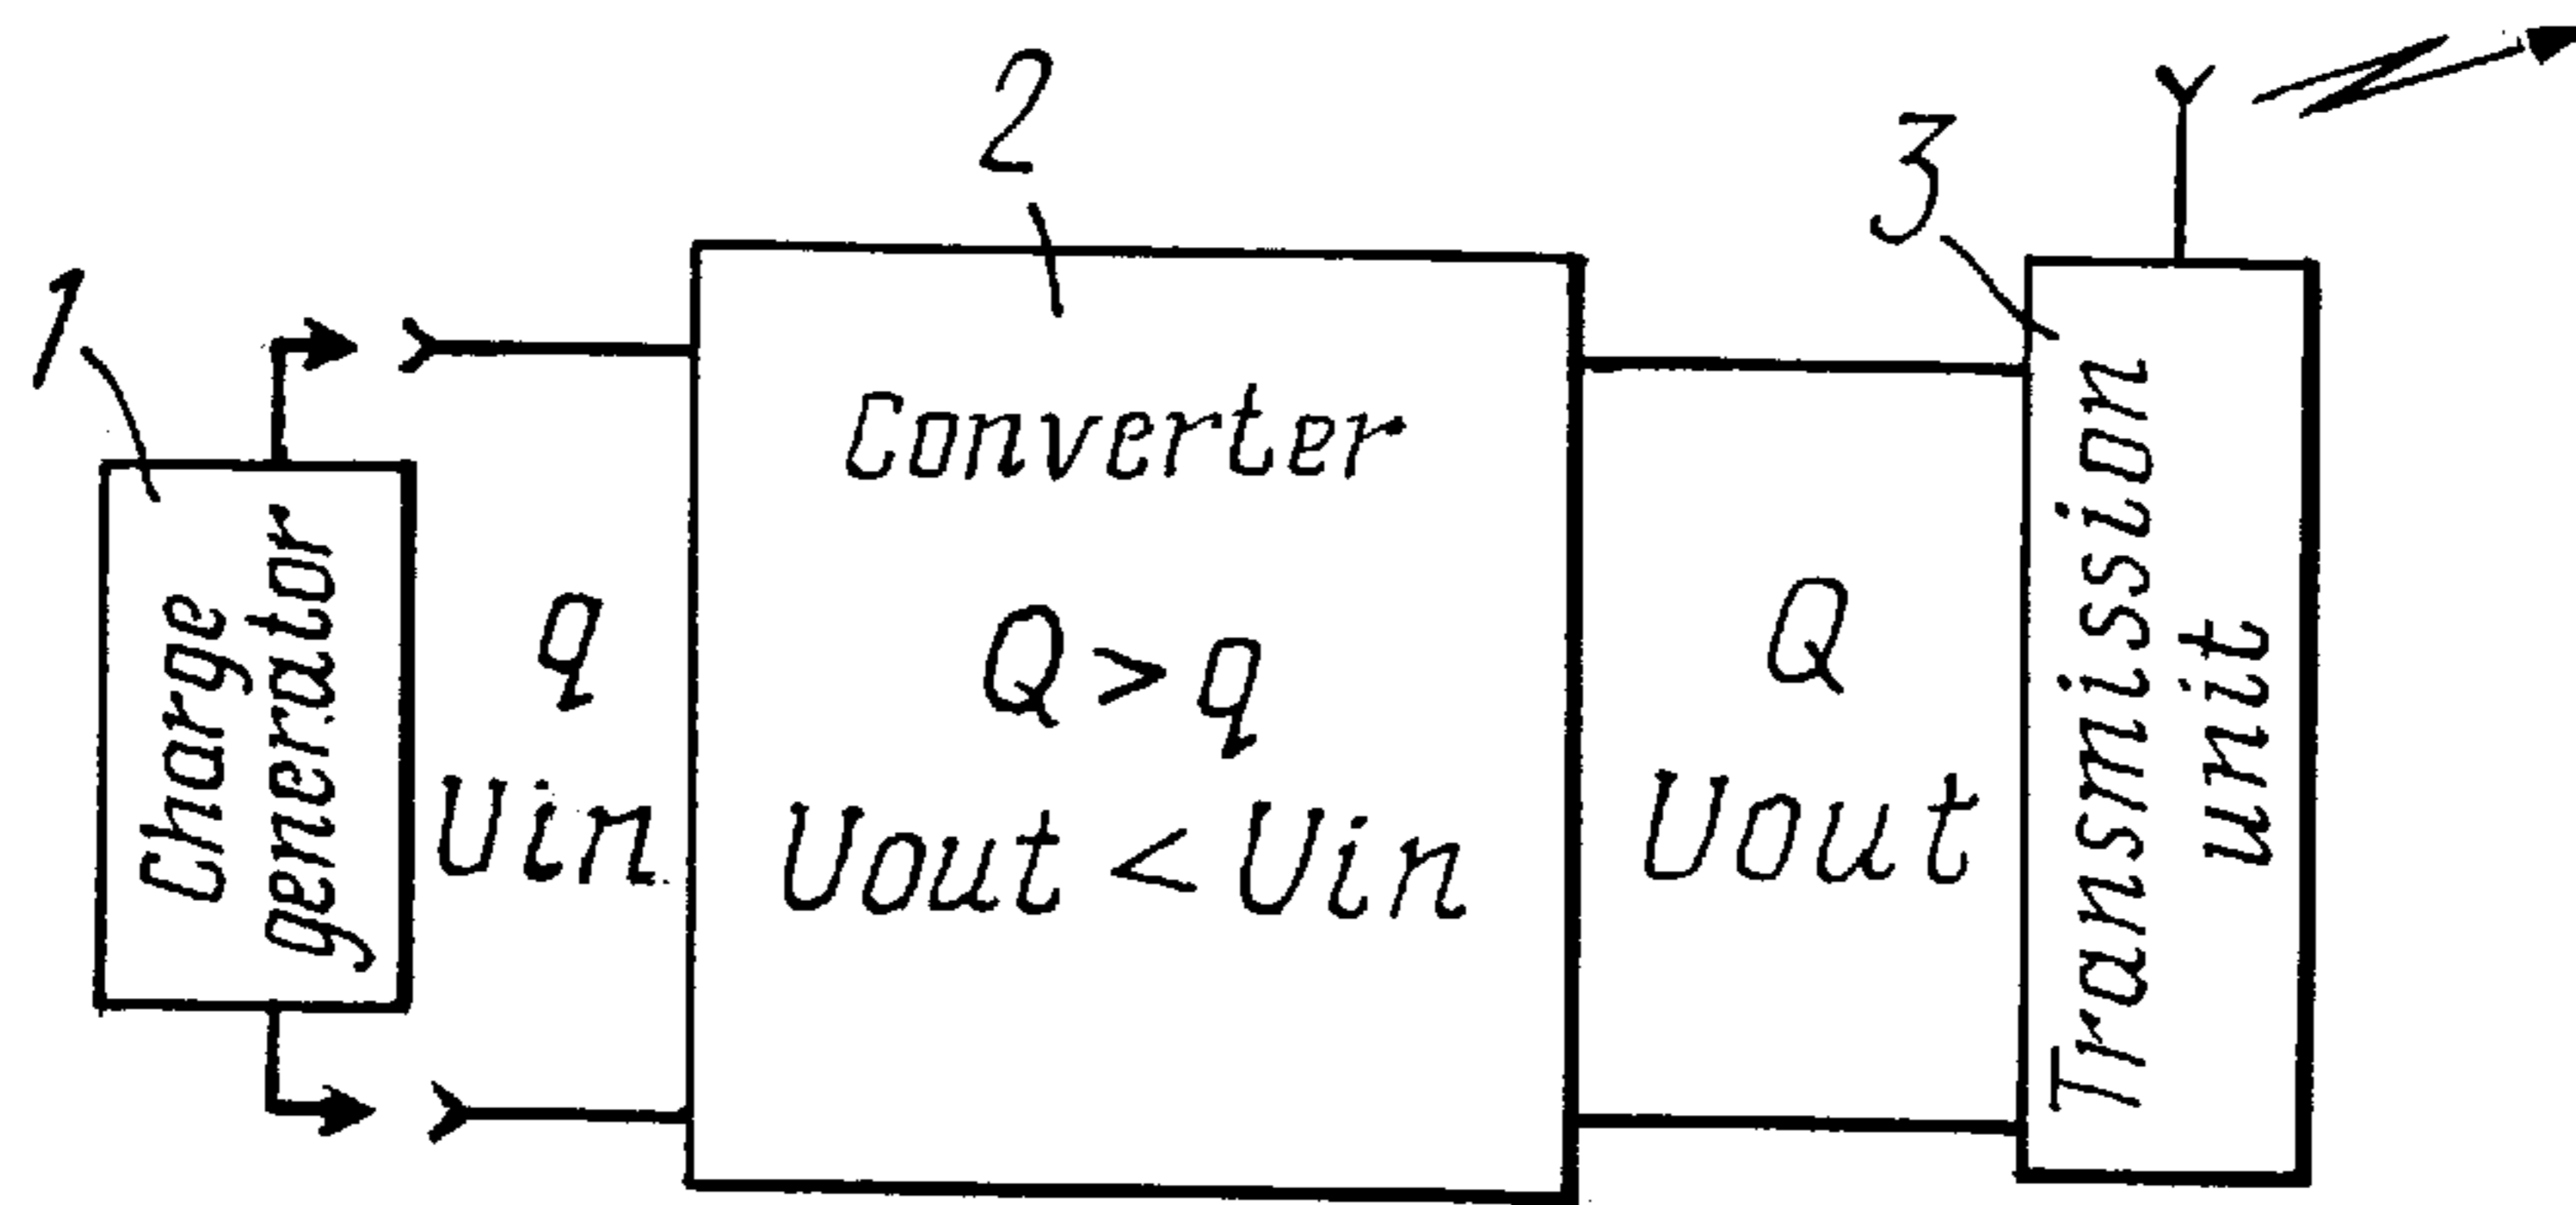 1
Charge
generator
q
Uin
2
Converter
Q > q
Uout < Uin
Q
Uout
3
Transmission
unit